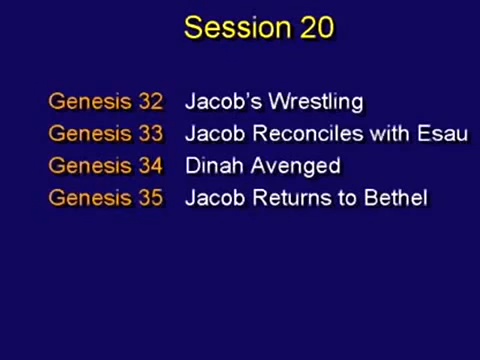 Session 20
Genesis 32 Jacob's Wrestling
Genesis 33 Jacob Reconciles with Esau
Genesis 34 Dinah Avenged
Genesis 35 Jacob Returns to Bethel